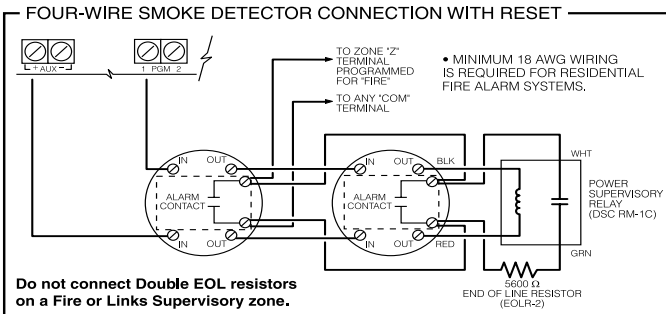 FOUR-WIRE SMOKE DETECTOR CONNECTION WITH RESET
+ AUX -
1 PGM 2
TO ZONE "Z"
TERMINAL
PROGRAMMED
FOR "FIRE"
TO ANY "COM"
TERMINAL
• MINIMUM 18 AWG WIRING
IS REQUIRED FOR RESIDENTIAL
FIRE ALARM SYSTEMS.
IN
OUT
ALARM
CONTACT
IN
OUT
IN
OUT
ALARM
CONTACT
IN
OUT
BLK
RED
WHT
POWER
SUPERVISORY
RELAY
(DSC RM-1C)
GRN
5600 Ω
END OF LINE RESISTOR
(EOLR-2)
Do not connect Double EOL resistors
on a Fire or Links Supervisory zone.